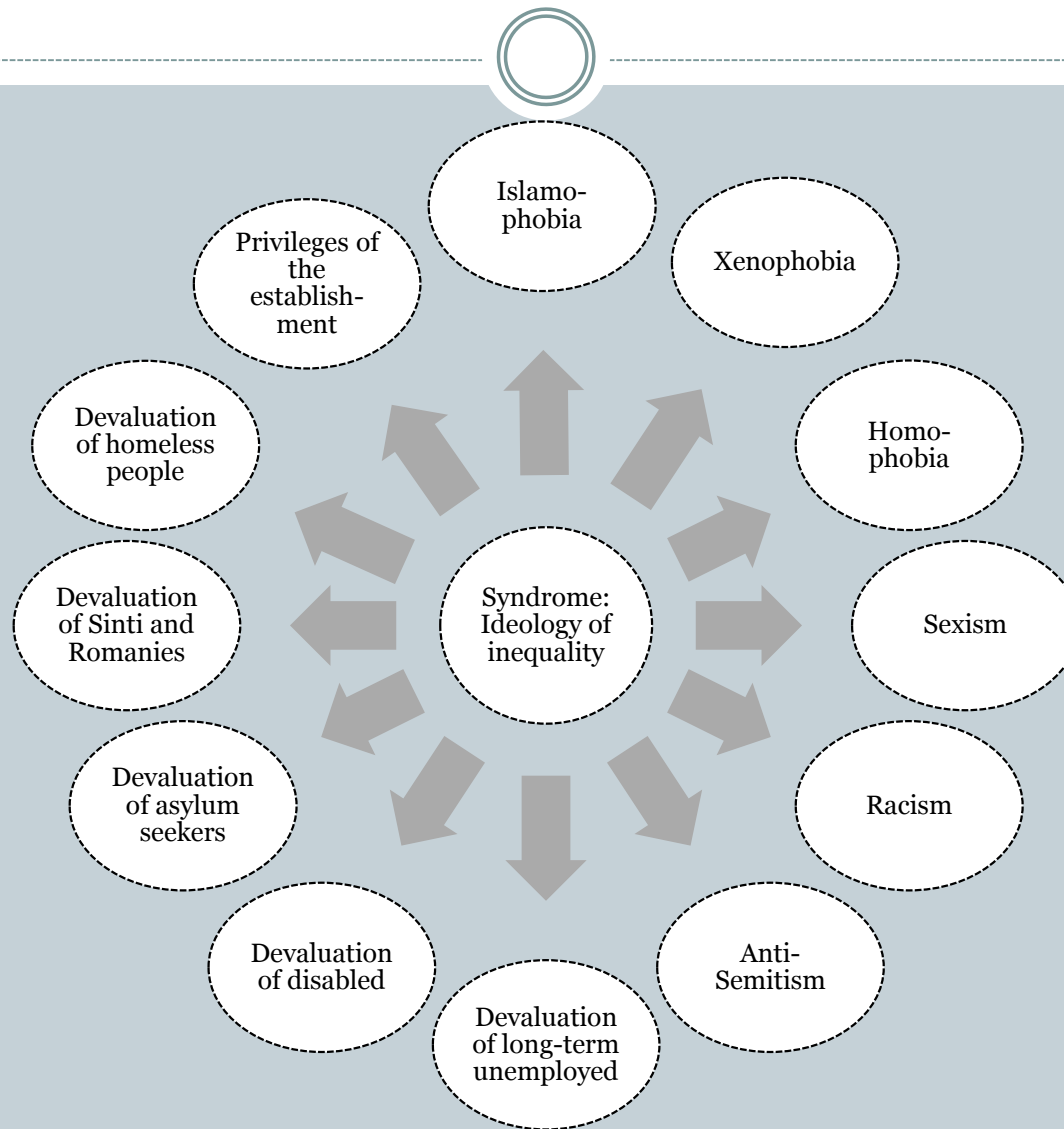 Islamo-
phobia
Xenophobia
Homo-
phobia
Sexism
Racism
Anti-
Semitism
Devaluation
of long-term
unemployed
Devaluation
of disabled
Devaluation
of asylum
seekers
Devaluation
of Sinti and
Romanies
Devaluation
of homeless
people
Privileges of
the
establish-
ment
Syndrome:
Ideology of
inequality